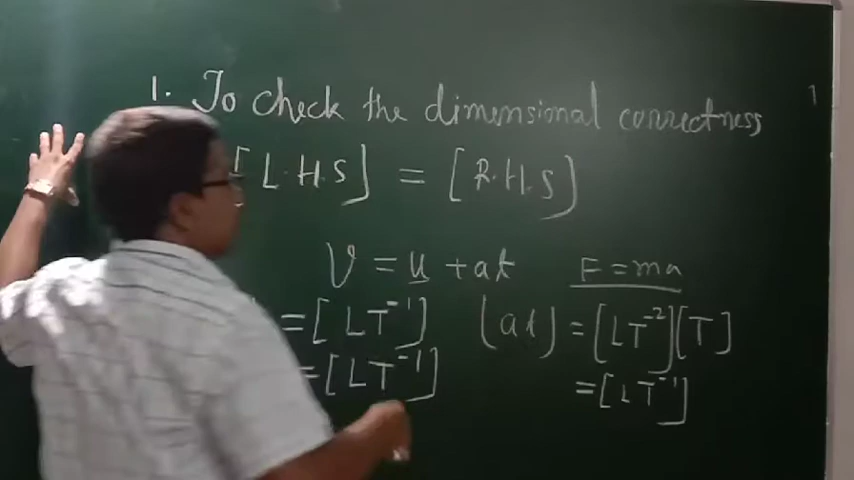 1. To check the dimensional correctness
[L.H.S] = [R.H.S]
V = u + at
F = ma
= [LT⁻¹]
[at] = [LT⁻²][T]
= [LT⁻¹]
= [LT⁻¹]